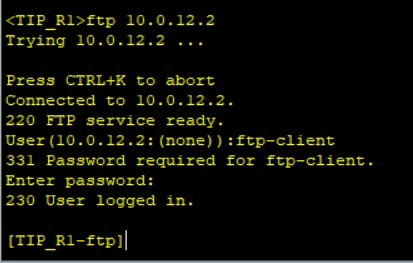 <TIP_R1>ftp 10.0.12.2
Trying 10.0.12.2 ...
Press CTRL+K to abort
Connected to 10.0.12.2.
220 FTP service ready.
User(10.0.12.2:(none)):ftp-client
331 Password required for ftp-client.
Enter password:
230 User logged in.
[TIP_R1-ftp]